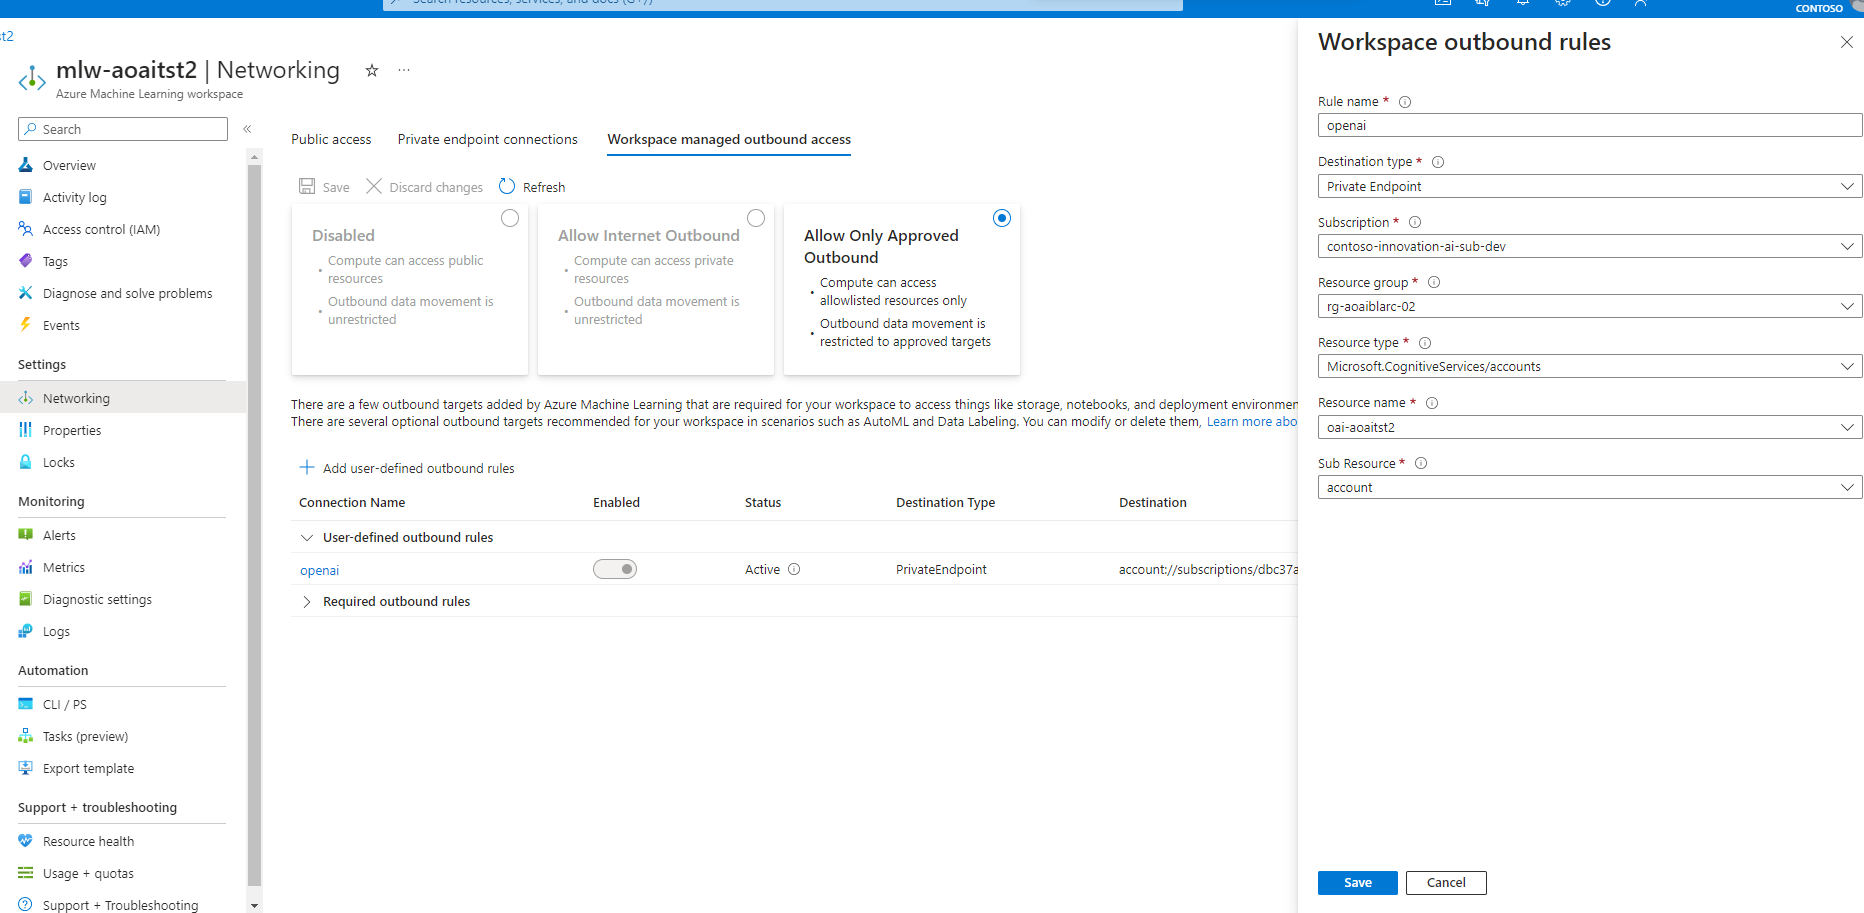 Search resources, services, and docs (G+/)
CONTOSO
st2
mlw-aoaitst2 | Networking
Azure Machine Learning workspace
Search
Overview
Activity log
Access control (IAM)
Tags
Diagnose and solve problems
Events
Settings
Networking
Properties
Locks
Monitoring
Alerts
Metrics
Diagnostic settings
Logs
Automation
CLI / PS
Tasks (preview)
Export template
Support + troubleshooting
Resource health
Usage + quotas
Support + Troubleshooting
Public access
Private endpoint connections
Workspace managed outbound access
Save
Discard changes
Refresh
Disabled
• Compute can access public
resources
• Outbound data movement is
unrestricted
Allow Internet Outbound
• Compute can access private
resources
• Outbound data movement is
unrestricted
Allow Only Approved
Outbound
• Compute can access
allowlisted resources only
• Outbound data movement is
restricted to approved targets
There are a few outbound targets added by Azure Machine Learning that are required for your workspace to access things like storage, notebooks, and deployment environmen
There are several optional outbound targets recommended for your workspace in scenarios such as AutoML and Data Labeling. You can modify or delete them, Learn more abo
Add user-defined outbound rules
Connection Name Enabled Status Destination Type Destination
User-defined outbound rules
openai Active PrivateEndpoint account://subscriptions/dbc37a
Required outbound rules
Workspace outbound rules
Rule name *
openai
Destination type *
Private Endpoint
Subscription *
contoso-innovation-ai-sub-dev
Resource group *
rg-aoaiblarc-02
Resource type *
Microsoft.CognitiveServices/accounts
Resource name *
oai-aoaitst2
Sub Resource *
account
Save
Cancel